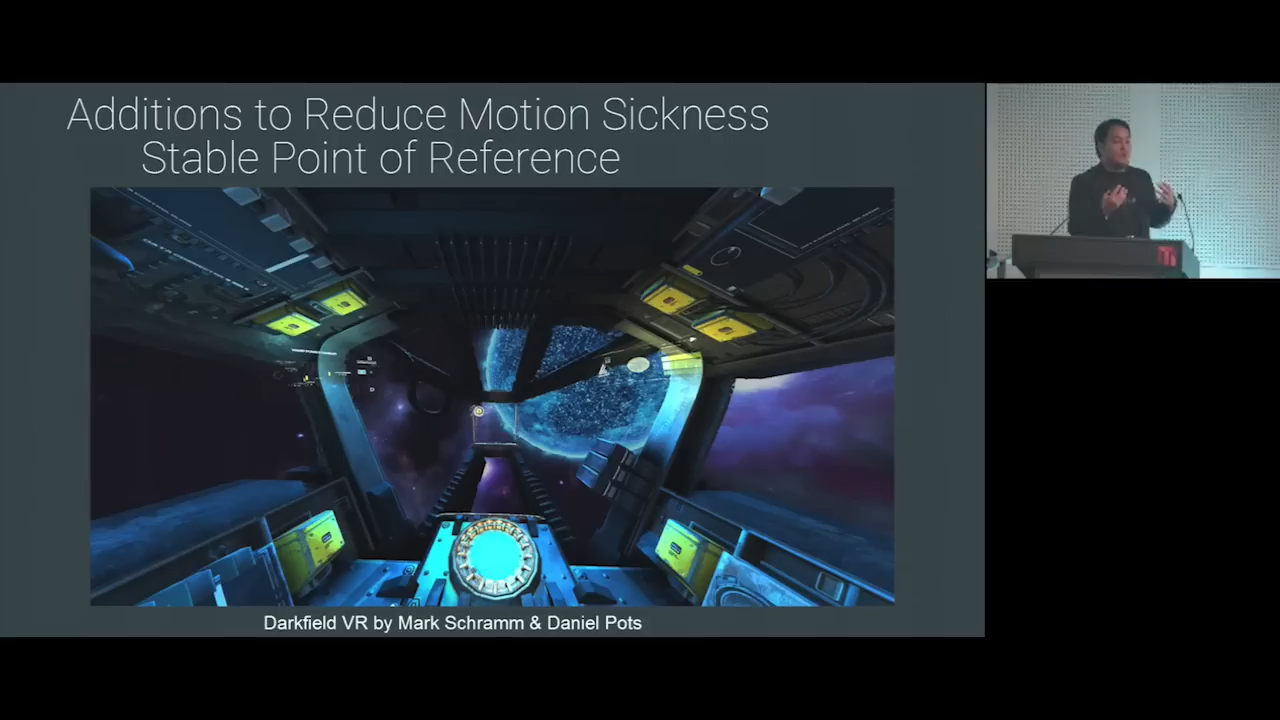 Additions to Reduce Motion Sickness
Stable Point of Reference
Darkfield VR by Mark Schramm & Daniel Pots